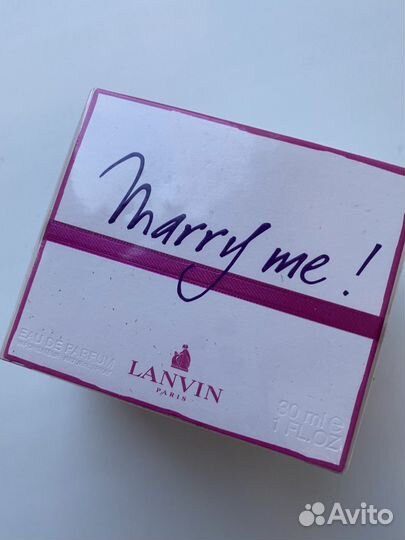 Marry me!
EAU DE PARFUM
LANVIN
PARIS
30 ml e
1 FL.OZ
Avito